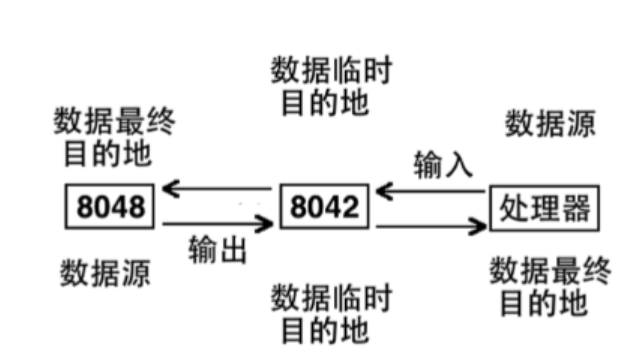 数据临时
目的地
数据最终
目的地
数据源
输入
8048
8042
处理器
输出
数据源
数据最终
目的地
数据临时
目的地